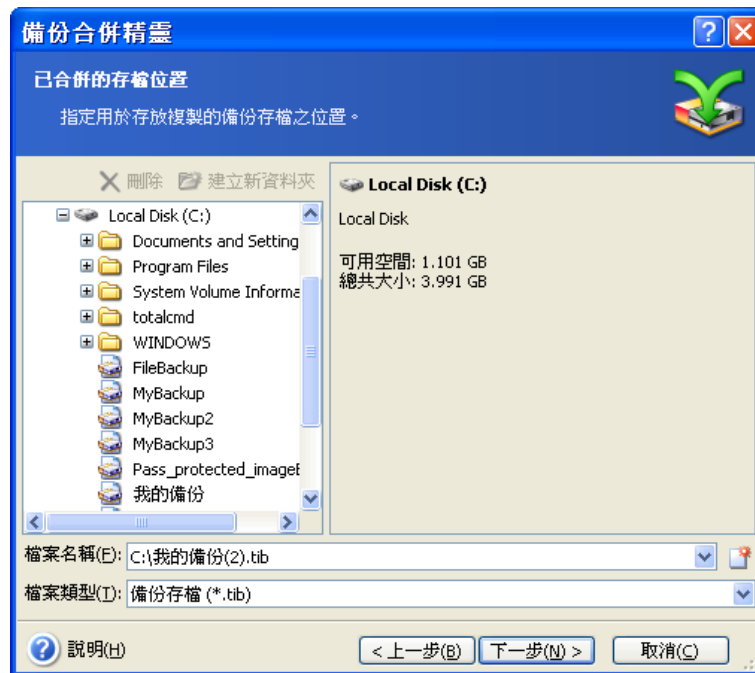 備份合併精靈
已合併的存檔位置
指定用於存放複製的備份存檔之位置。
刪除 建立新資料夾
Local Disk (C:)
Documents and Setting
Program Files
System Volume Informa
totalcmd
WINDOWS
FileBackup
MyBackup
MyBackup2
MyBackup3
Pass_protected_imageB
我的備份
Local Disk (C:)
Local Disk
可用空間: 1.101 GB
總共大小: 3.991 GB
檔案名稱(F): C:\我的備份(2).tib
檔案類型(T): 備份存檔 (*.tib)
說明(H) < 上一步(B) 下一步(N) > 取消(C)